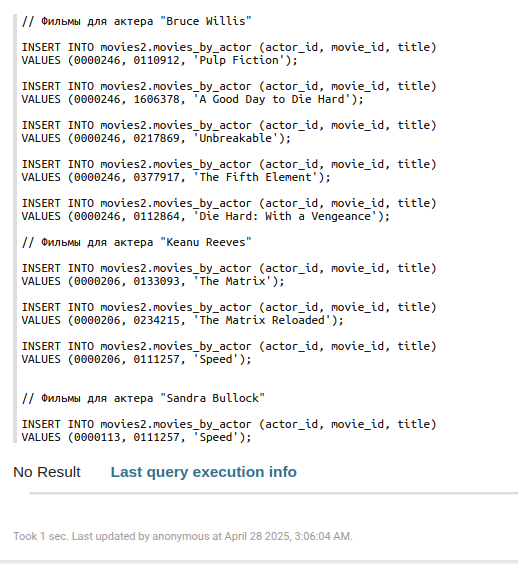 // Фильмы для актера "Bruce Willis"
INSERT INTO movies2.movies_by_actor (actor_id, movie_id, title)
VALUES (0000246, 0110912, 'Pulp Fiction');
INSERT INTO movies2.movies_by_actor (actor_id, movie_id, title)
VALUES (0000246, 1606378, 'A Good Day to Die Hard');
INSERT INTO movies2.movies_by_actor (actor_id, movie_id, title)
VALUES (0000246, 0217869, 'Unbreakable');
INSERT INTO movies2.movies_by_actor (actor_id, movie_id, title)
VALUES (0000246, 0377917, 'The Fifth Element');
INSERT INTO movies2.movies_by_actor (actor_id, movie_id, title)
VALUES (0000246, 0112864, 'Die Hard: With a Vengeance');
// Фильмы для актера "Keanu Reeves"
INSERT INTO movies2.movies_by_actor (actor_id, movie_id, title)
VALUES (0000206, 0133093, 'The Matrix');
INSERT INTO movies2.movies_by_actor (actor_id, movie_id, title)
VALUES (0000206, 0234215, 'The Matrix Reloaded');
INSERT INTO movies2.movies_by_actor (actor_id, movie_id, title)
VALUES (0000206, 0111257, 'Speed');
// Фильмы для актера "Sandra Bullock"
INSERT INTO movies2.movies_by_actor (actor_id, movie_id, title)
VALUES (0000113, 0111257, 'Speed');
No Result Last query execution info
Took 1 sec. Last updated by anonymous at April 28 2025, 3:06:04 AM.